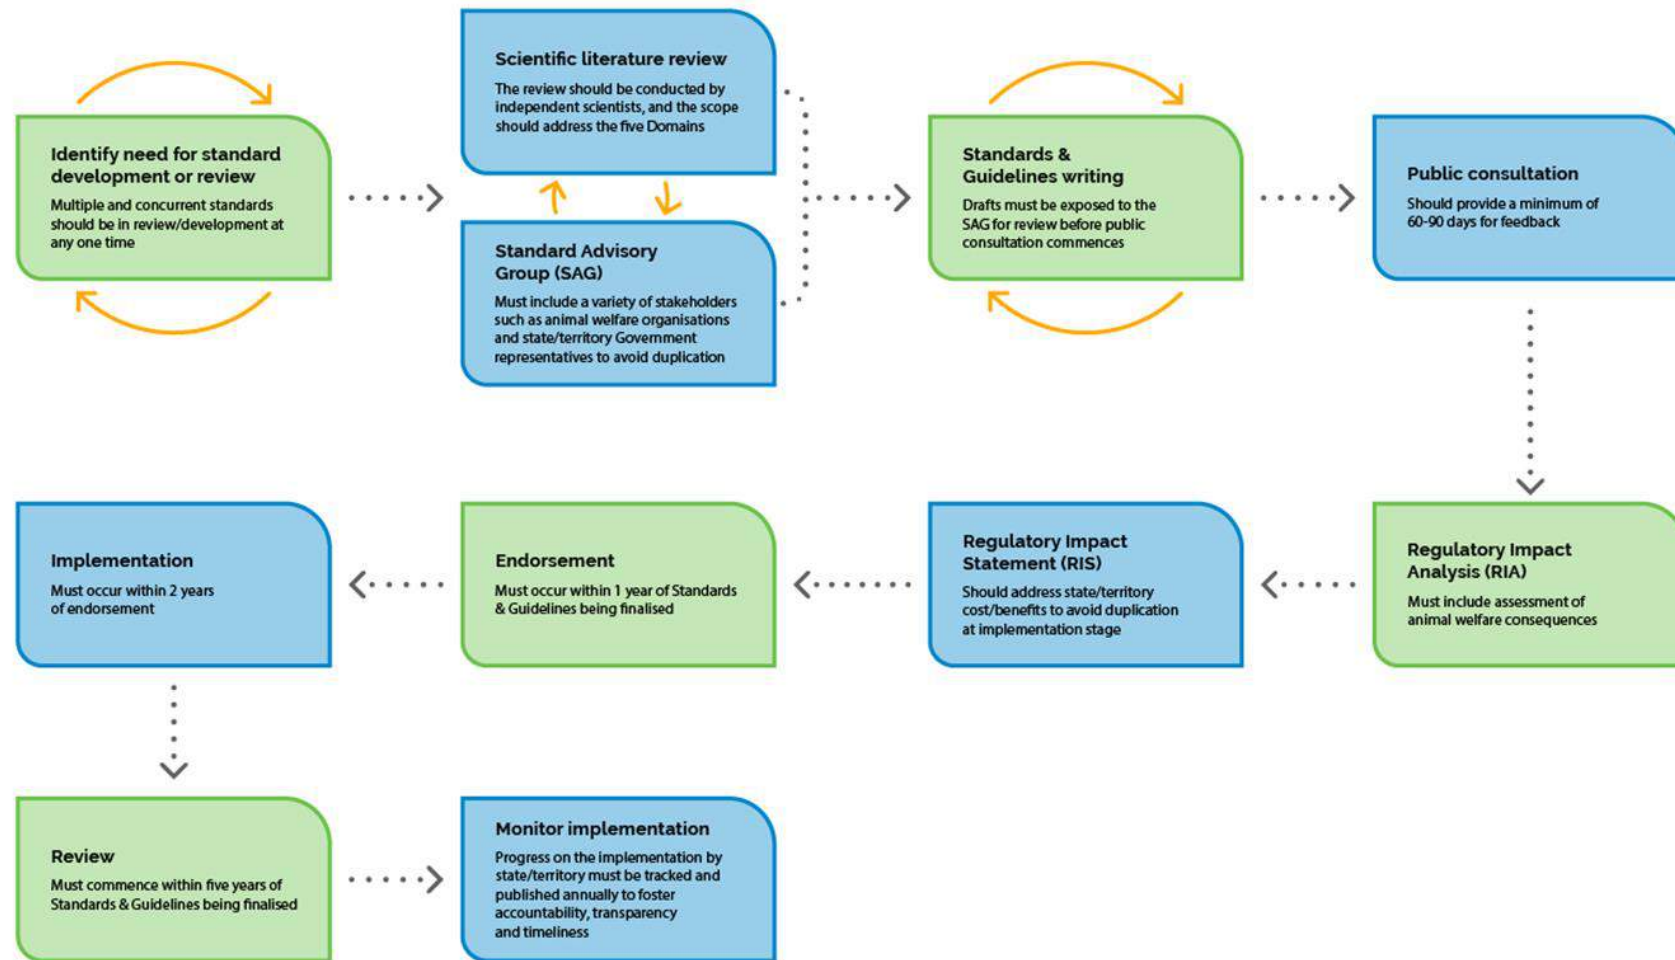 Identify need for standard
development or review
Multiple and concurrent standards
should be in review/development at
any one time
Scientific literature review
The review should be conducted by
independent scientists, and the scope
should address the five Domains
Standard Advisory
Group (SAG)
Must include a variety of stakeholders
such as animal welfare organisations
and state/territory Government
representatives to avoid duplication
Standards &
Guidelines writing
Drafts must be exposed to the
SAG for review before public
consultation commences
Public consultation
Should provide a minimum of
60-90 days for feedback
Regulatory Impact
Analysis (RIA)
Must include assessment of
animal welfare consequences
Regulatory Impact
Statement (RIS)
Should address state/territory
cost/benefits to avoid duplication
at implementation stage
Endorsement
Must occur within 1 year of Standards
& Guidelines being finalised
Implementation
Must occur within 2 years
of endorsement
Review
Must commence within five years of
Standards & Guidelines being finalised
Monitor implementation
Progress on the implementation by
state/territory must be tracked and
published annually to foster
accountability, transparency
and timeliness